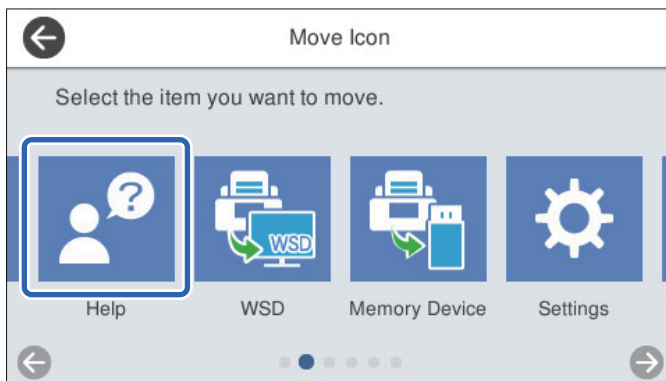 Move Icon
Select the item you want to move.
?
WSD
Help
WSD
Memory Device
Settings